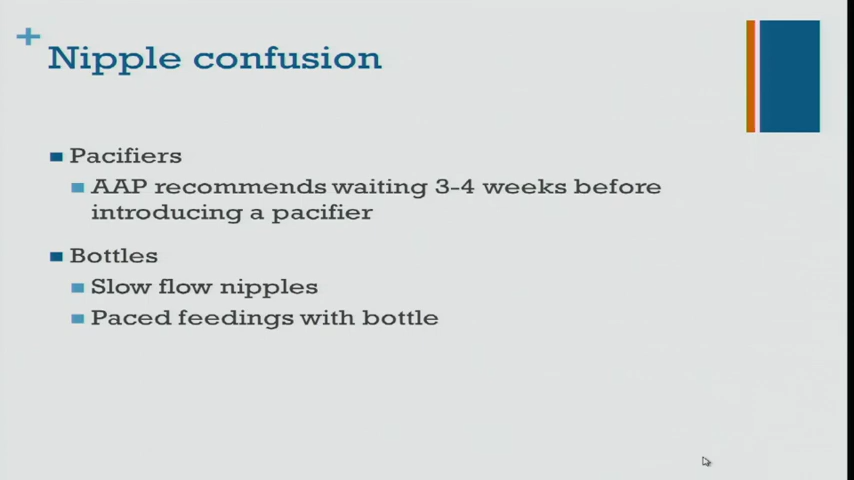 +
Nipple confusion
Pacifiers
AAP recommends waiting 3-4 weeks before
introducing a pacifier
Bottles
Slow flow nipples
Paced feedings with bottle